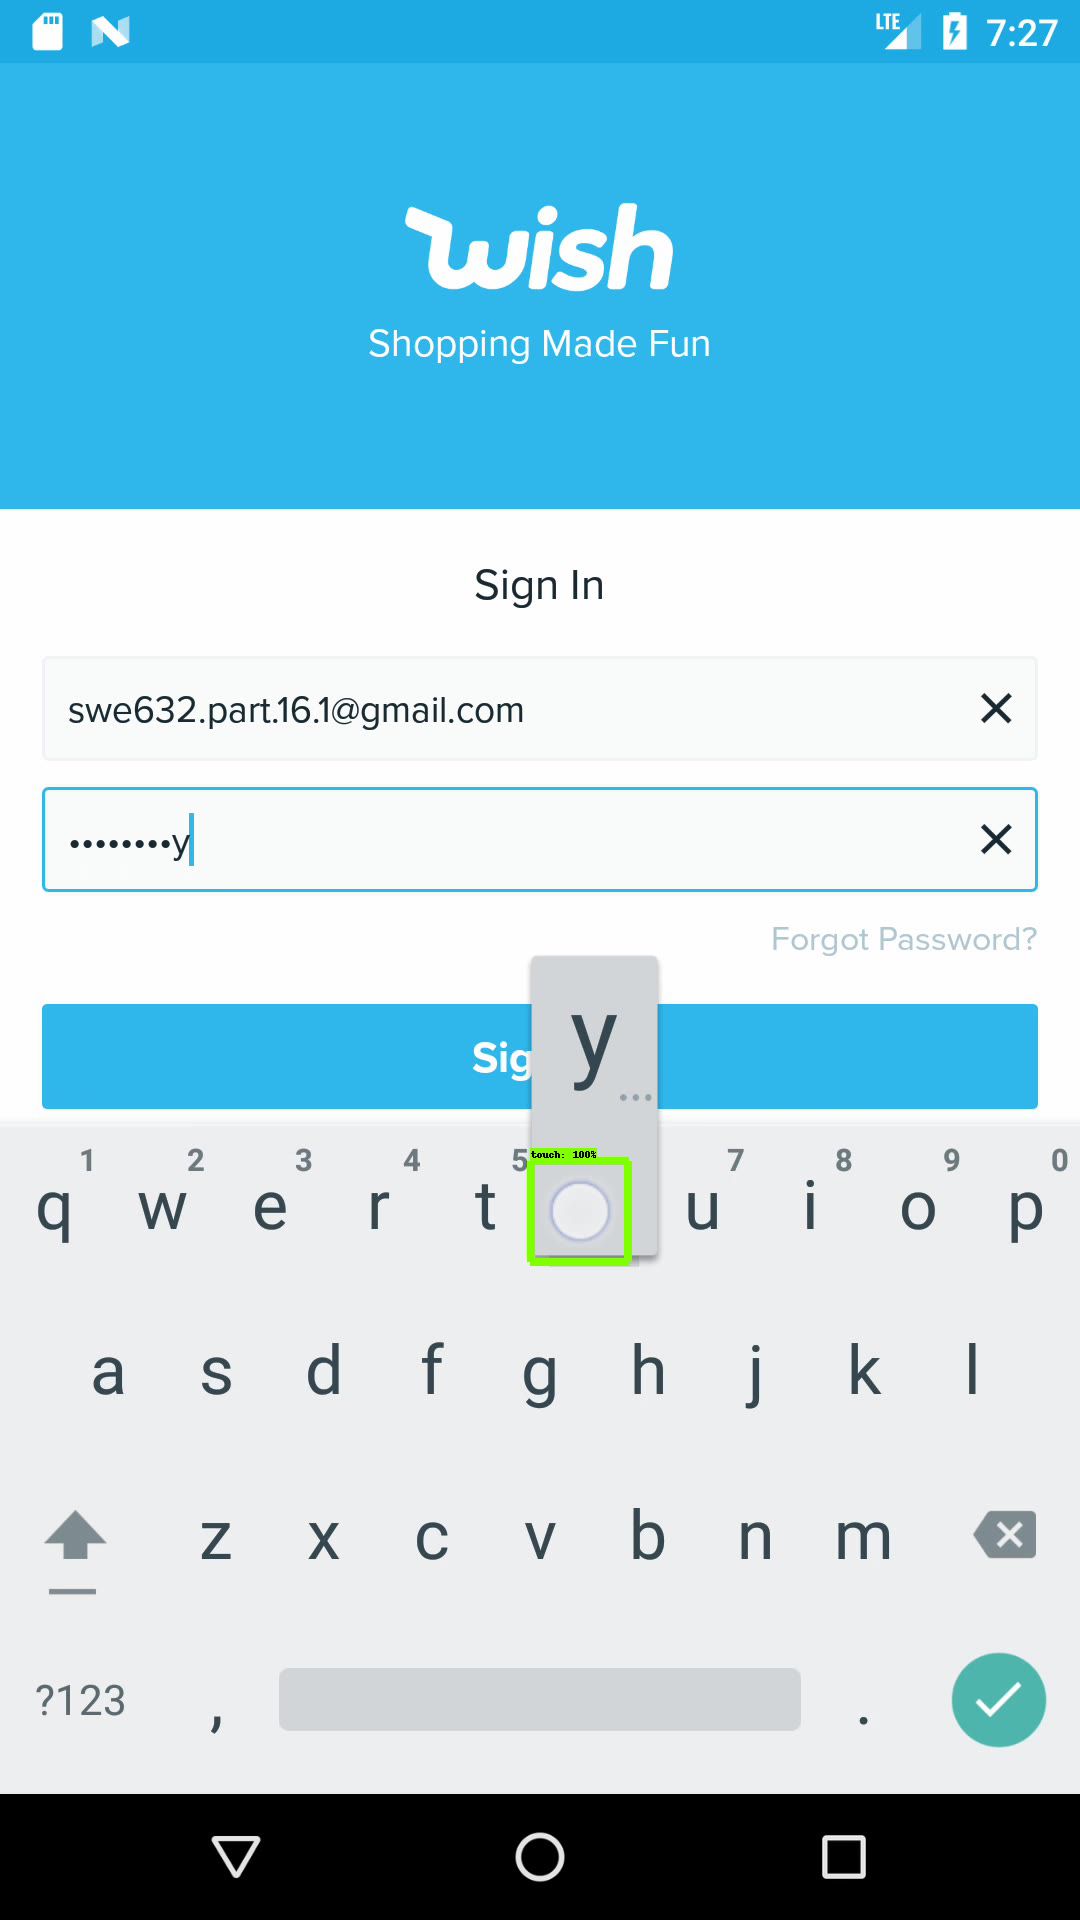 LTE 7:27
wish
Shopping Made Fun
Sign In
swe632.part.16.1@gmail.com
••••••••y
Forgot Password?
Sig
y
...
touch: 100%
1 2 3 4 5 7 8 9 0
q w e r t u i o p
a s d f g h j k l
z x c v b n m
?123 , .